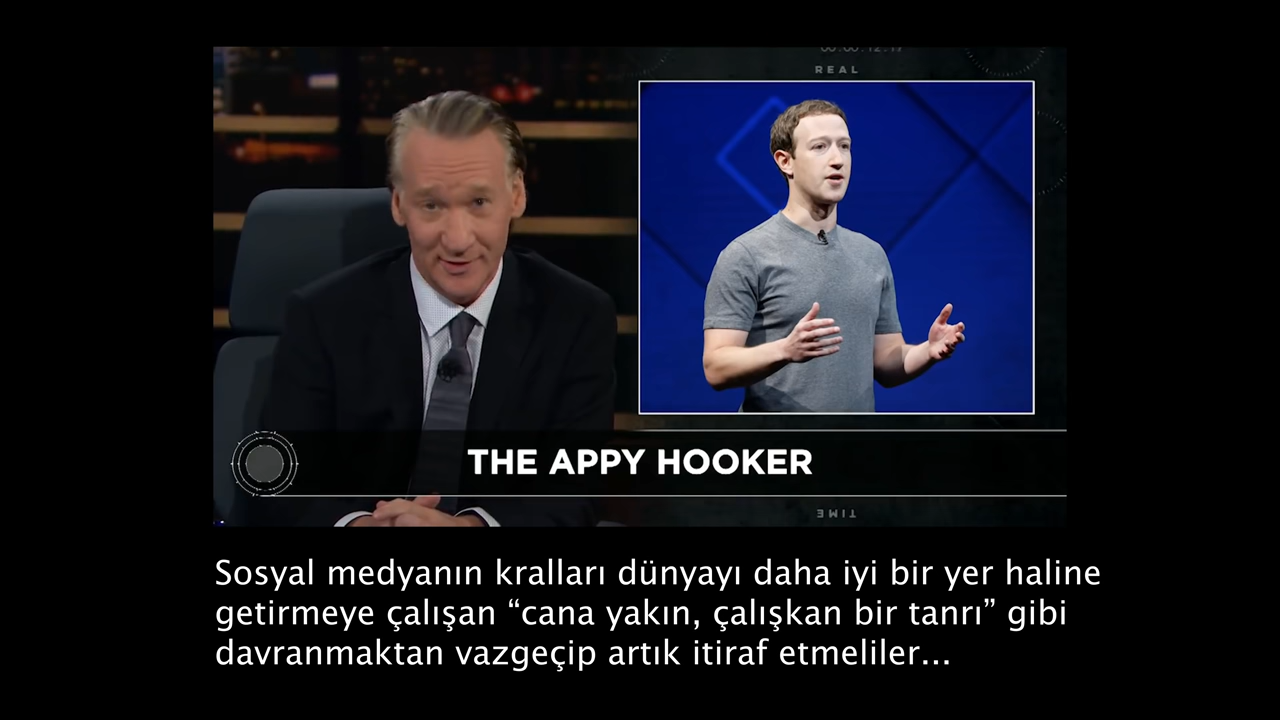 REAL
THE APPY HOOKER
TIME
Sosyal medyanın kralları dünyayı daha iyi bir yer haline
getirmeye çalışan “cana yakın, çalışkan bir tanrı” gibi
davranmaktan vazgeçip artık itiraf etmeliler...